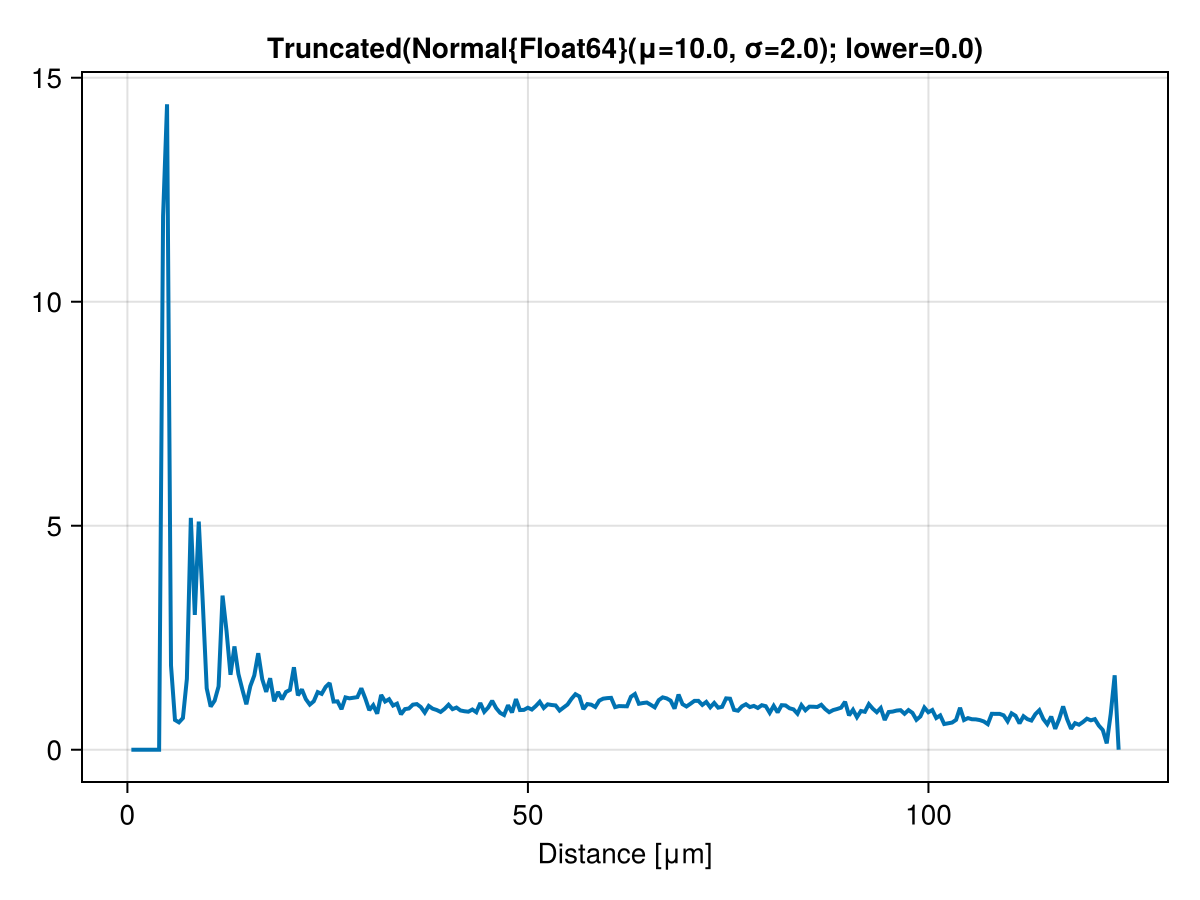 Truncated(Normal{Float64}(μ=10.0, σ=2.0); lower=0.0)
15
10
5
0
0 50 100
Distance [μm]